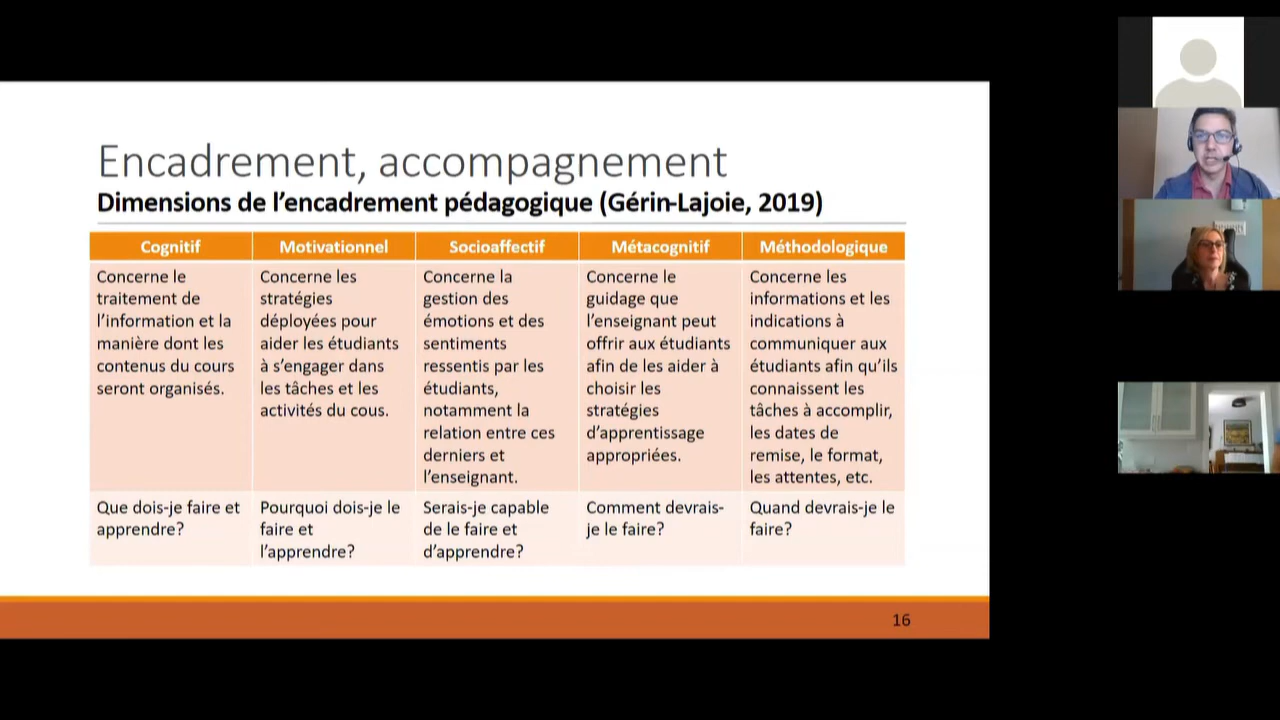 Encadrement, accompagnement
Dimensions de l’encadrement pédagogique (Gérin-Lajoie, 2019)
Cognitif
Motivationnel
Socioaffectif
Métacognitif
Méthodologique
Concerne le
traitement de
l’information et la
manière dont les
contenus du cours
seront organisés.
Concerne les
stratégies
déployées pour
aider les étudiants
à s’engager dans
les tâches et les
activités du cous.
Concerne la
gestion des
émotions et des
sentiments
ressentis par les
étudiants,
notamment la
relation entre ces
derniers et
l’enseignant.
Concerne le
guidage que
l’enseignant peut
offrir aux étudiants
afin de les aider à
choisir les
stratégies
d’apprentissage
appropriées.
Concerne les
informations et les
indications à
communiquer aux
étudiants afin qu’ils
connaissent les
tâches à accomplir,
les dates de
remise, le format,
les attentes, etc.
Que dois-je faire et
apprendre?
Pourquoi dois-je le
faire et
l’apprendre?
Serais-je capable
de le faire et
d’apprendre?
Comment devrais-
je le faire?
Quand devrais-je le
faire?
16